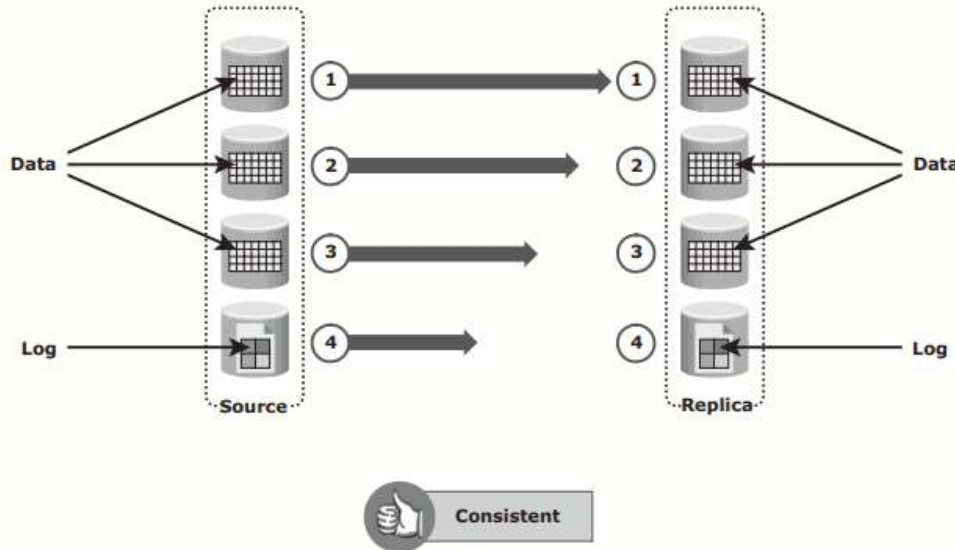 1 1
Data 2 2 Data
3 3
Log 4 4 Log
Source Replica
Consistent